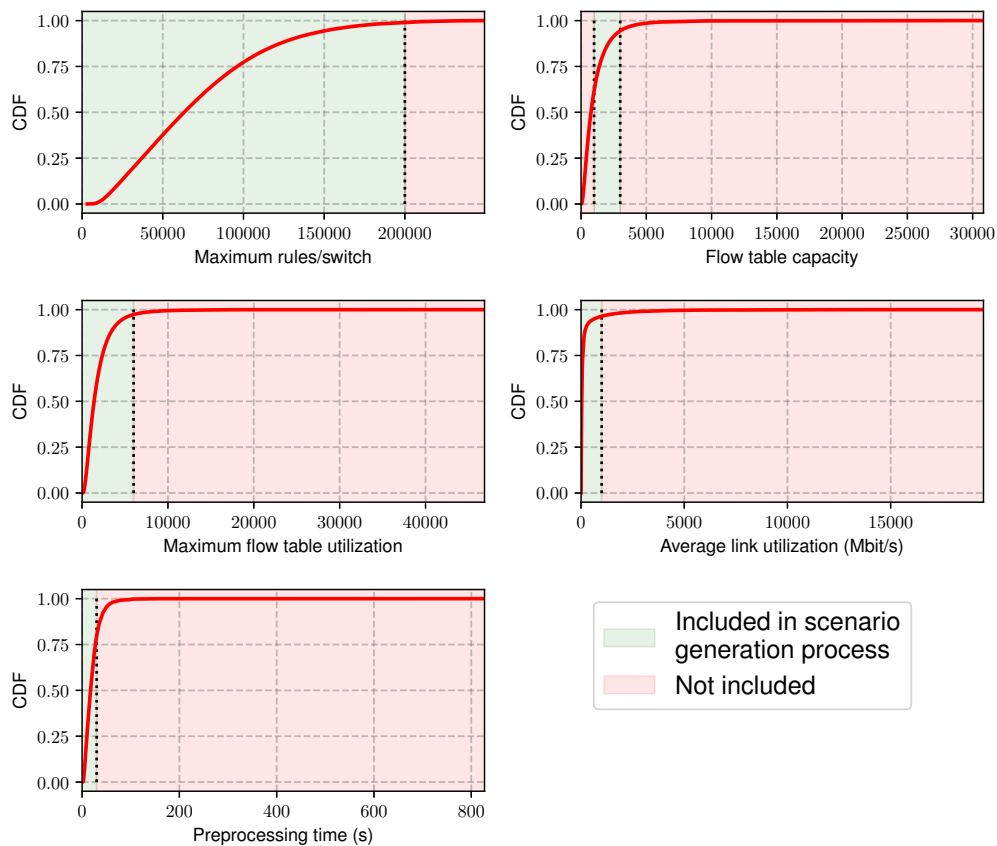 CDF
1.00
0.75
0.50
0.25
0.00
0 50000 100000 150000 200000
Maximum rules/switch
CDF
1.00
0.75
0.50
0.25
0.00
0 5000 10000 15000 20000 25000 30000
Flow table capacity
CDF
1.00
0.75
0.50
0.25
0.00
0 10000 20000 30000 40000
Maximum flow table utilization
CDF
1.00
0.75
0.50
0.25
0.00
0 5000 10000 15000
Average link utilization (Mbit/s)
CDF
1.00
0.75
0.50
0.25
0.00
0 200 400 600 800
Preprocessing time (s)
Included in scenario
generation process
Not included